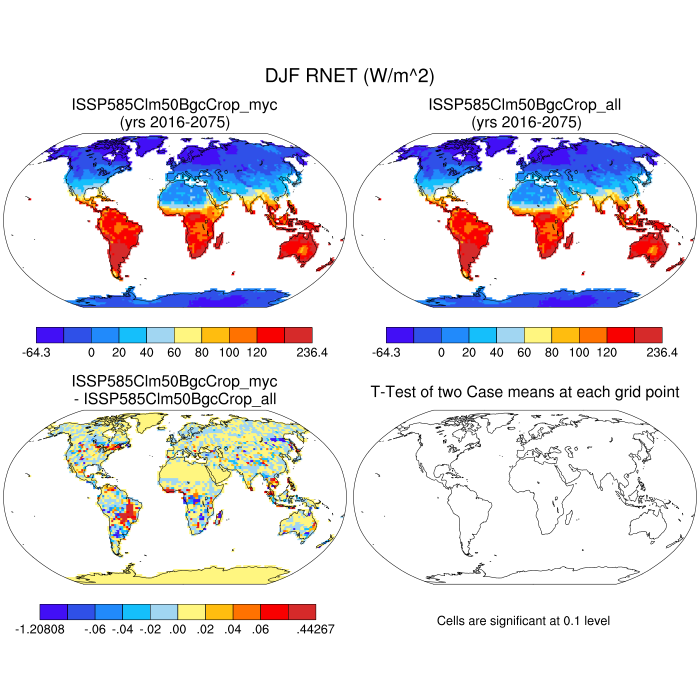 DJF RNET (W/m^2)
ISSP585Clm50BgcCrop_myc
(yrs 2016-2075)
ISSP585Clm50BgcCrop_all
(yrs 2016-2075)
-64.3 0 20 40 60 80 100 120 236.4
-64.3 0 20 40 60 80 100 120 236.4
ISSP585Clm50BgcCrop_myc
- ISSP585Clm50BgcCrop_all
T-Test of two Case means at each grid point
-1.20808 -.06 -.04 -.02 .00 .02 .04 .06 .44267
Cells are significant at 0.1 level